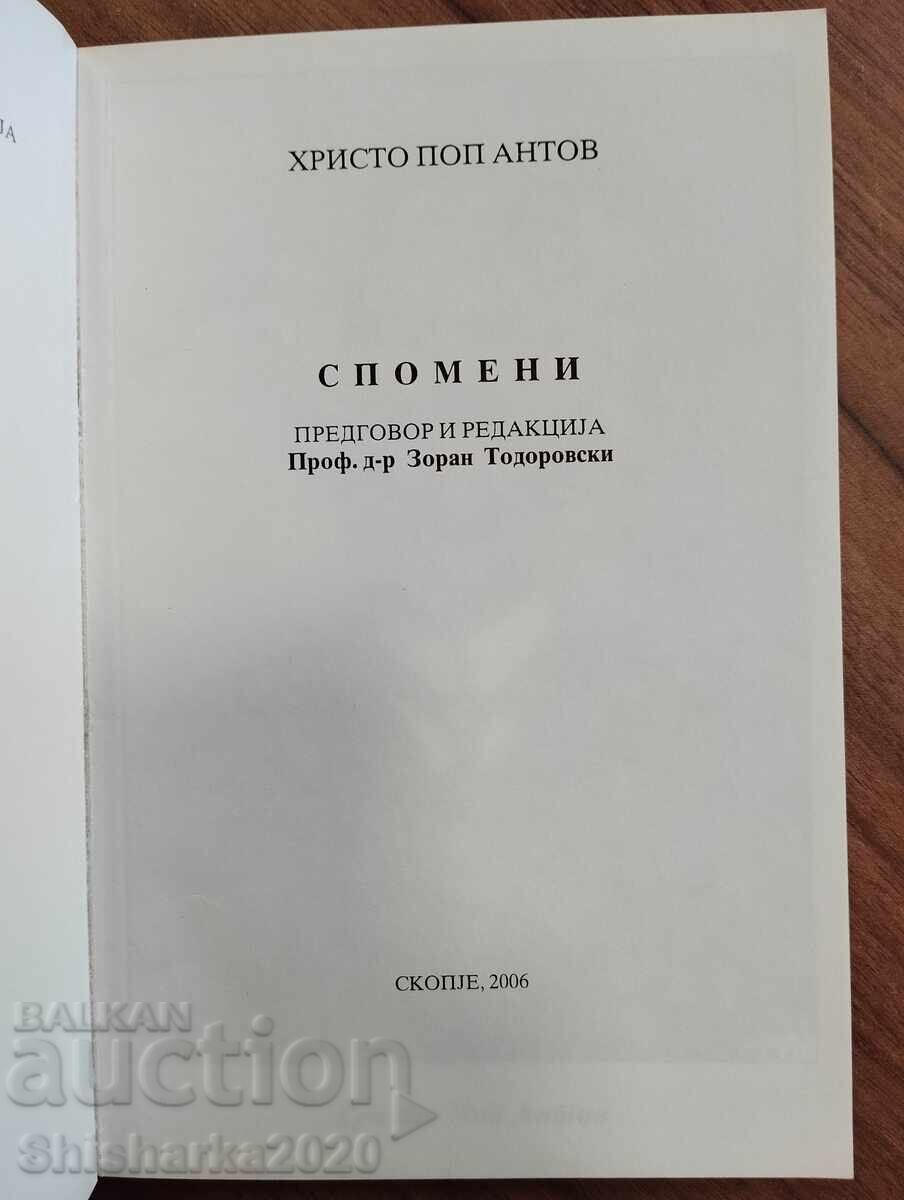 ХРИСТО ПОП АНТОВ
СПОМЕНИ
ПРЕДГОВОР И РЕДАКЦИЈА
Проф. д-р Зоран Тодоровски
СКОПЈЕ, 2006
BALKAN
auction
Shisharka2020